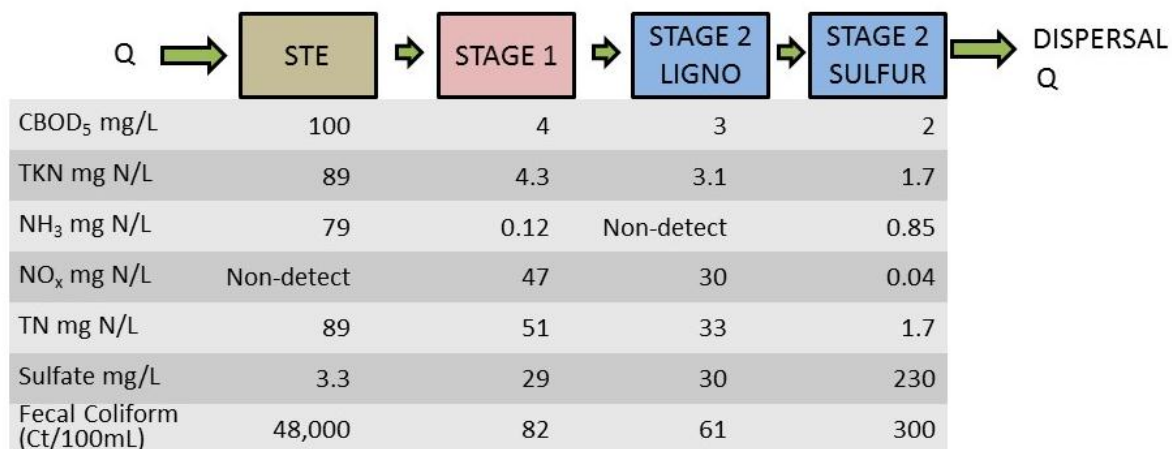 Q STE STAGE 1 STAGE 2 LIGNO STAGE 2 SULFUR DISPERSAL Q
CBOD₅ mg/L 100 4 3 2
TKN mg N/L 89 4.3 3.1 1.7
NH₃ mg N/L 79 0.12 Non-detect 0.85
NOₓ mg N/L Non-detect 47 30 0.04
TN mg N/L 89 51 33 1.7
Sulfate mg/L 3.3 29 30 230
Fecal Coliform
(Ct/100mL) 48,000 82 61 300